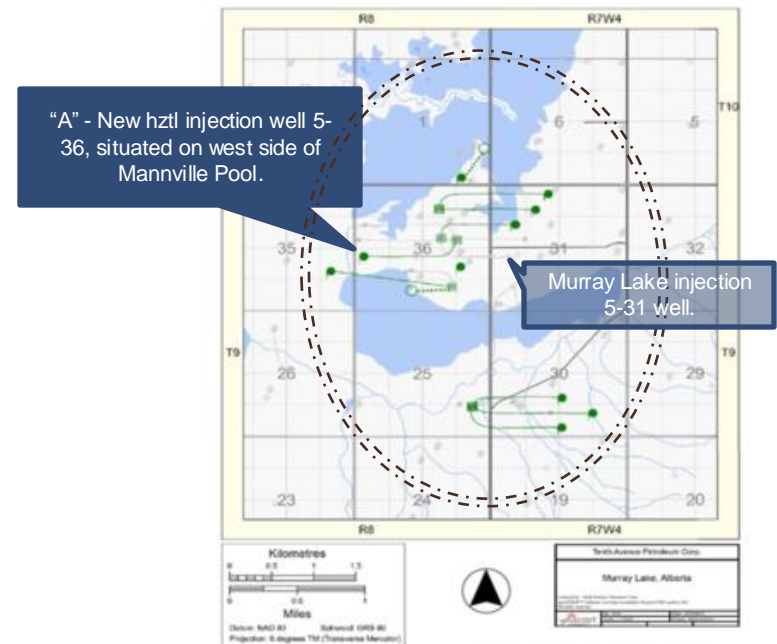 R8
R7W4
T10
1
6
5
"A" - New hztl injection well 5-
36, situated on west side of
Mannville Pool.
35
36
31
32
Murray Lake injection
5-31 well.
T9
T9
26
25
30
29
23
24
19
20
R8
R7W4
Kilometres
0 0.5 1 1.5
0 0.5 1
Miles
Datum: NAD 83
Projection: 6 degrees TM (Transverse Mercator)
Tenth Avenue Petroleum Corp.
Murray Lake, Alberta